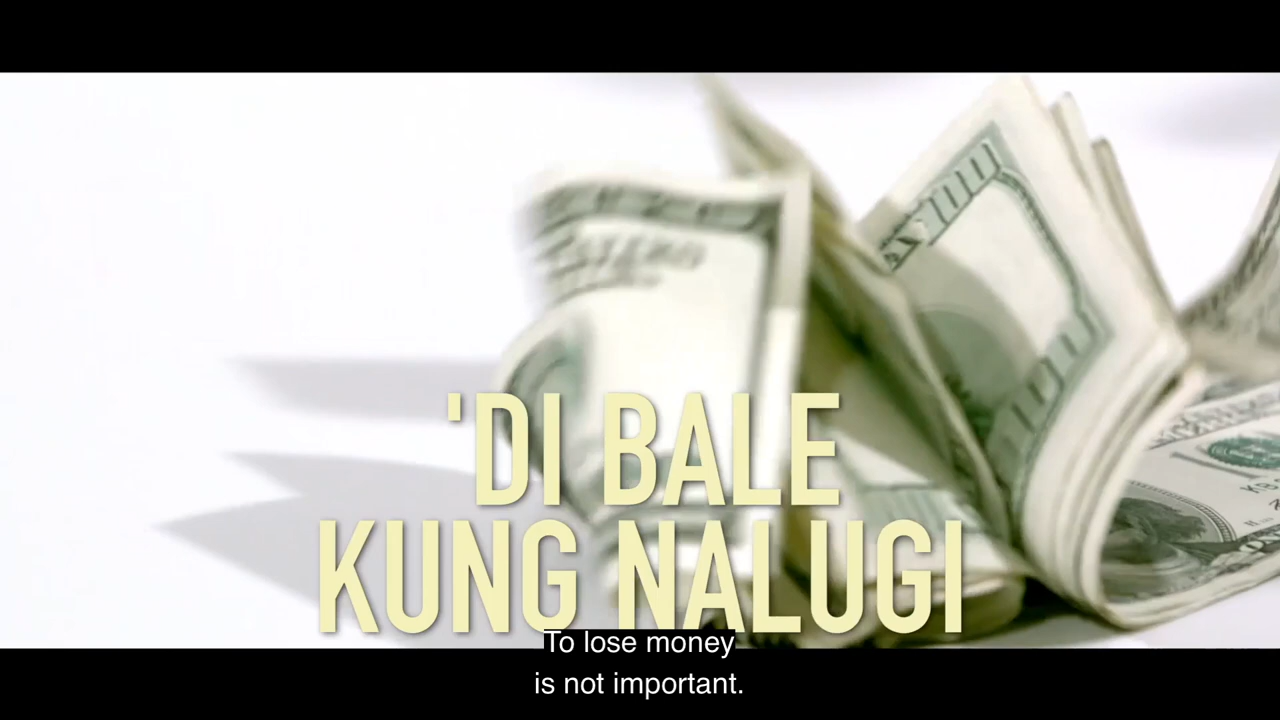 'DI BALE
KUNG NALUGI
To lose money
is not important.